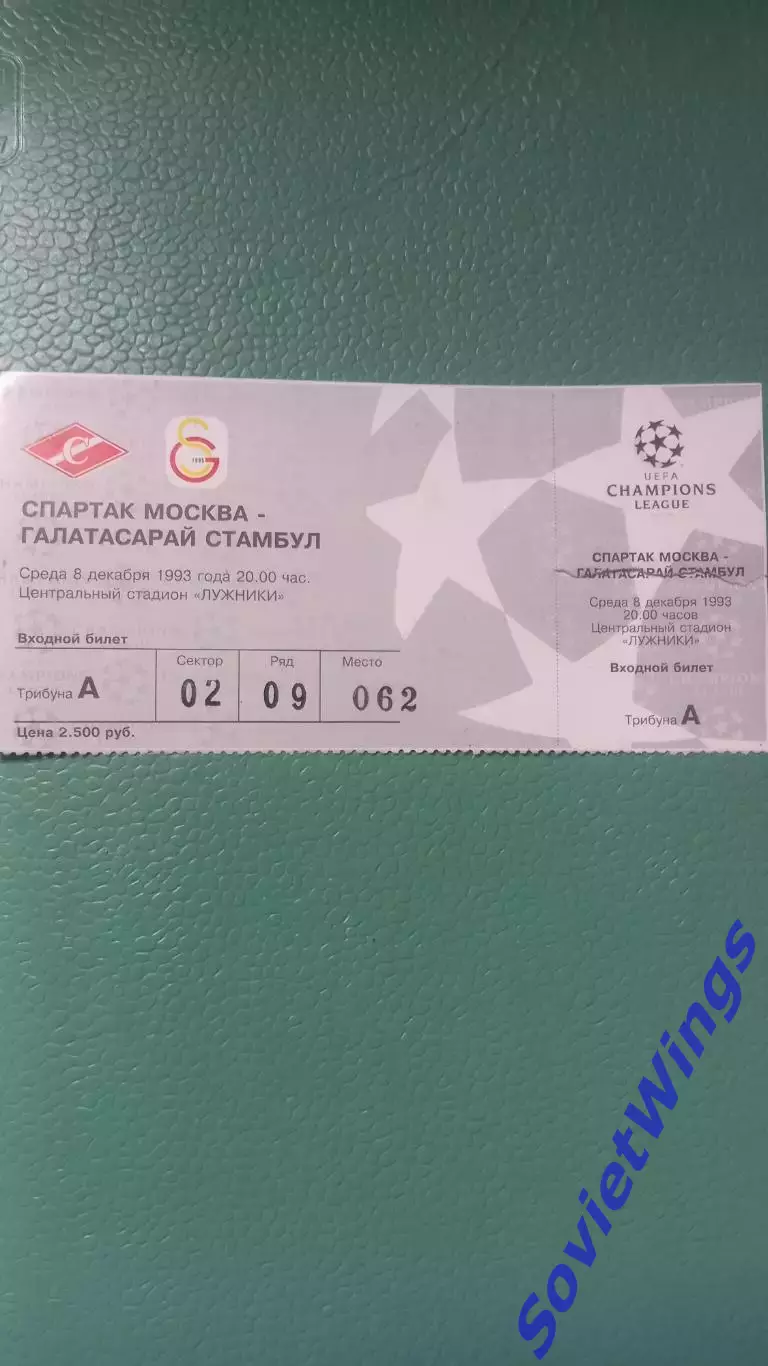 СПАРТАК МОСКВА -
ГАЛАТАСАРАЙ СТАМБУЛ
Среда 8 декабря 1993 года 20.00 час.
Центральный стадион «ЛУЖНИКИ»
Входной билет
Трибуна А
Сектор
02
Ряд
09
Место
062
Цена 2.500 руб.
UEFA
CHAMPIONS
LEAGUE
СПАРТАК МОСКВА -
ГАЛАТАСАРАЙ СТАМБУЛ
Среда 8 декабря 1993
20.00 часов
Центральный стадион
«ЛУЖНИКИ»
Входной билет
Трибуна А
SovietWings